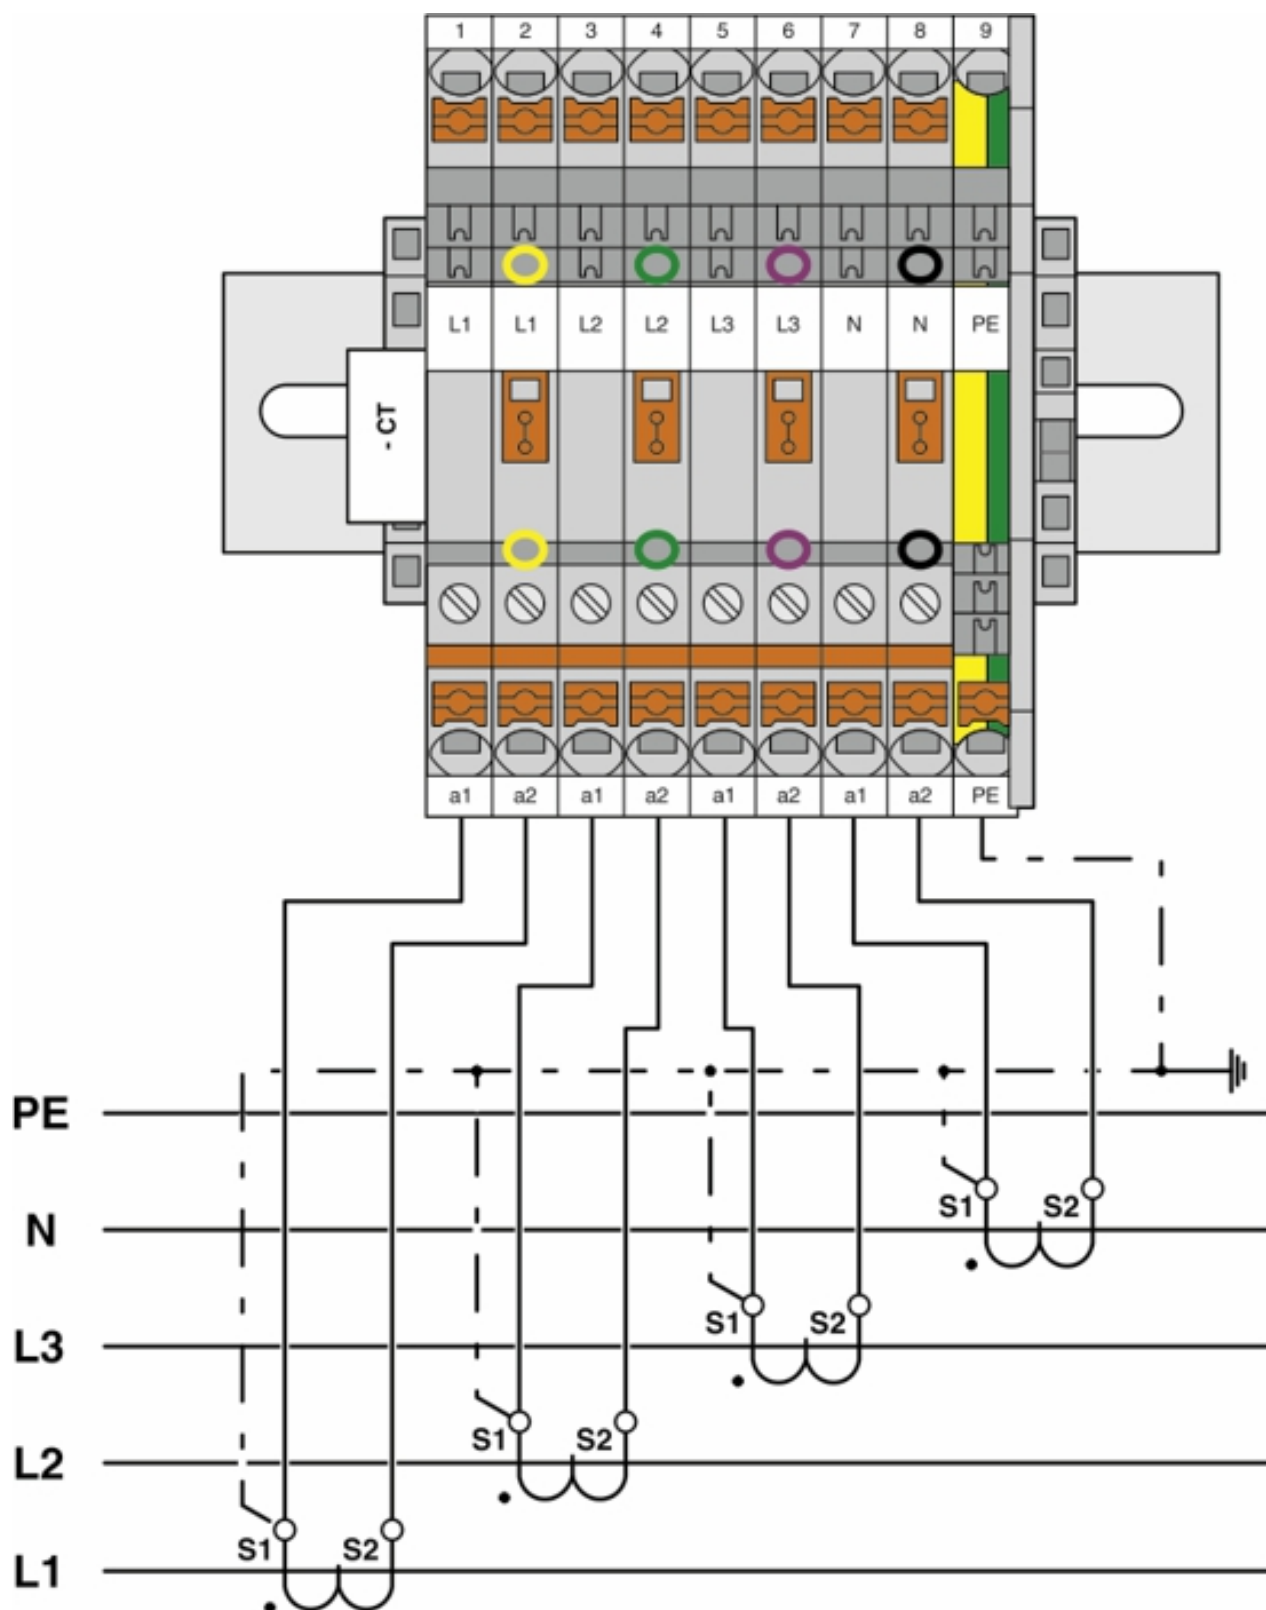 1 2 3 4 5 6 7 8 9
L1 L1 L2 L2 L3 L3 N N PE
- CT
a1 a2 a1 a2 a1 a2 a1 a2 PE
PE
S1 S2
N
S1 S2
L3
S1 S2
L2
S1 S2
L1